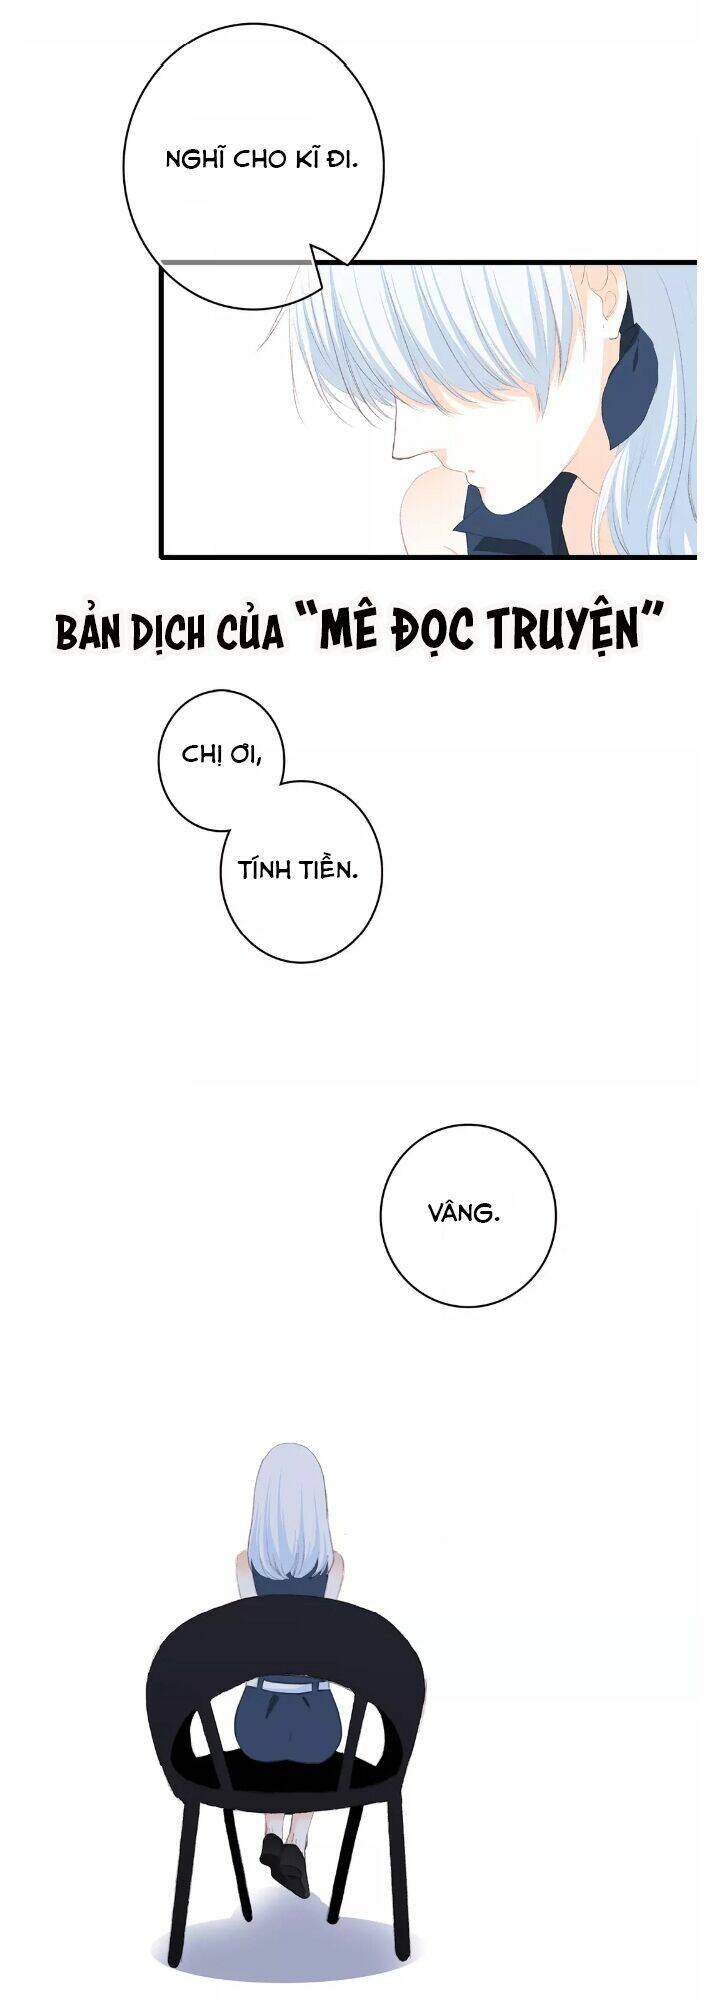 NGHĨ CHO KĨ ĐI.
BẢN DỊCH CỦA "MÊ ĐỌC TRUYỆN"
CHỊ ƠI,
TÍNH TIỀN.
VÂNG.